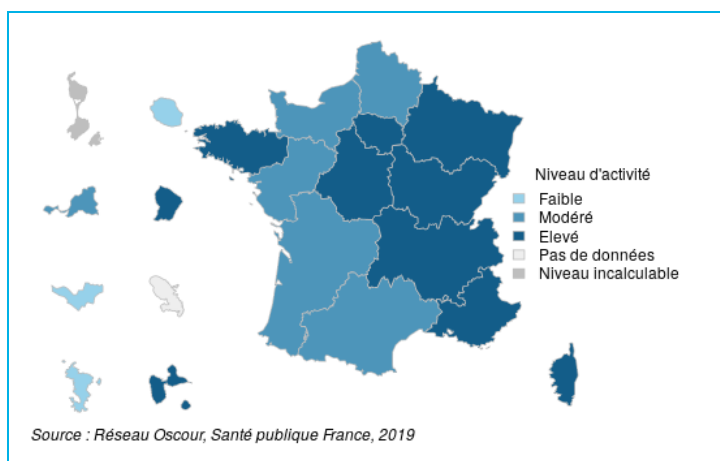 Niveau d'activité
Faible
Modéré
Elevé
Pas de données
Niveau incalculable
Source : Réseau Oscour, Santé publique France, 2019